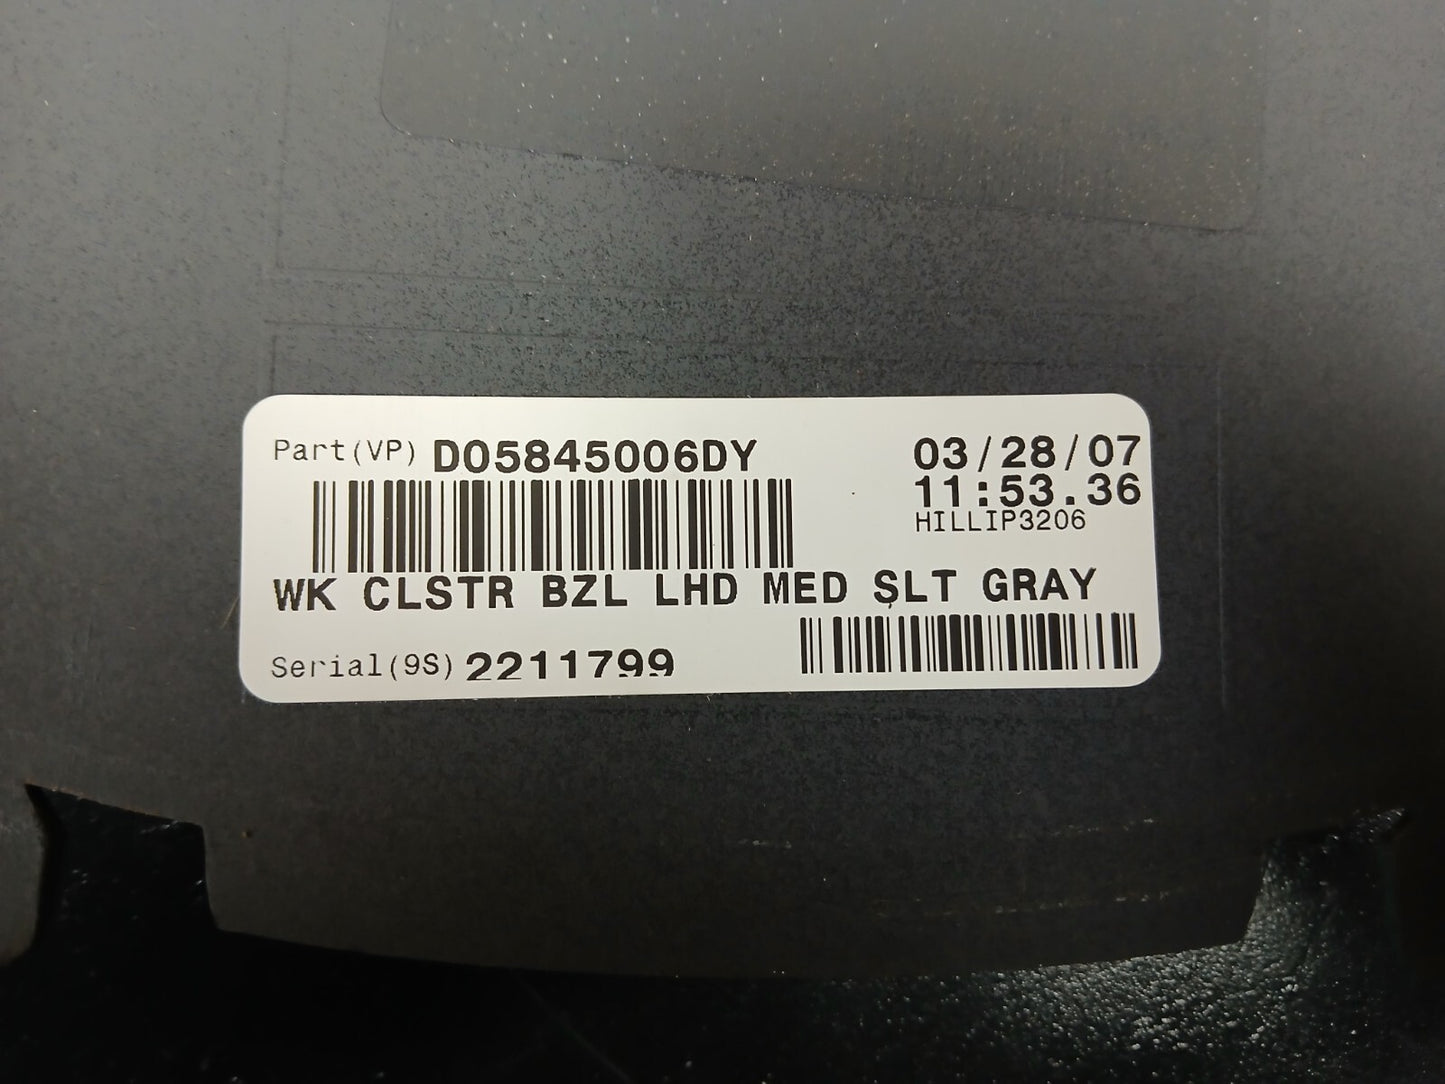 Part(VP) D05845006DY
03/28/07
11:53.36
HILLIP3206
WK CLSTR BZL LHD MED SLT GRAY
Serial(9S) 2211799